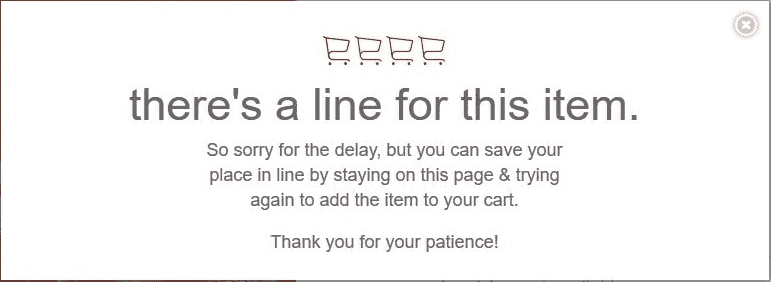 there's a line for this item.
So sorry for the delay, but you can save your
place in line by staying on this page & trying
again to add the item to your cart.
Thank you for your patience!